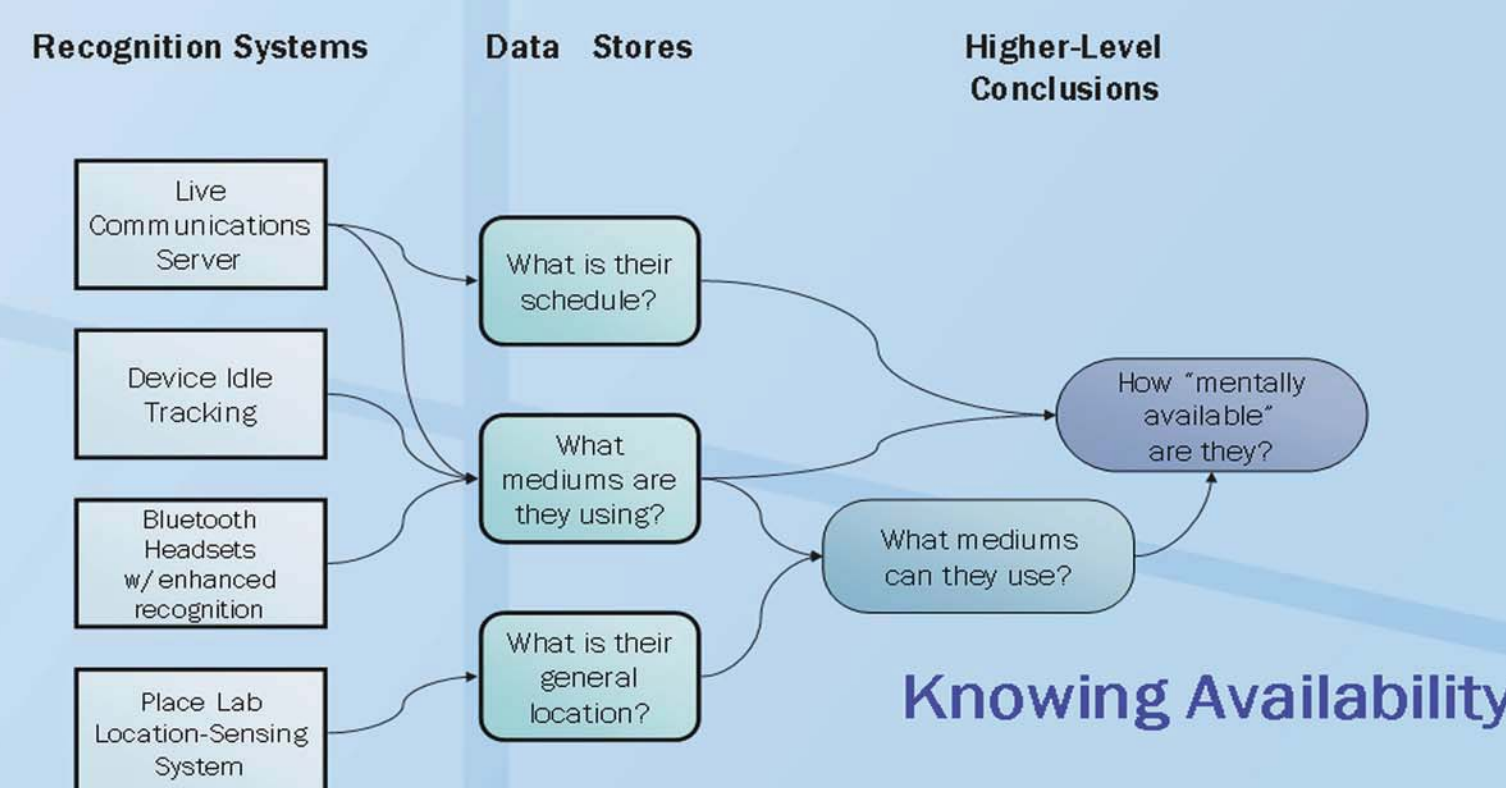 Recognition Systems
Data Stores
Higher-Level
Conclusions
Live
Communications
Server
Device Idle
Tracking
Bluetooth
Headsets
w/enhanced
recognition
Place Lab
Location-Sensing
System
What is their
schedule?
What
mediums are
they using?
What is their
general
location?
What mediums
can they use?
How "mentally
available"
are they?
Knowing Availability